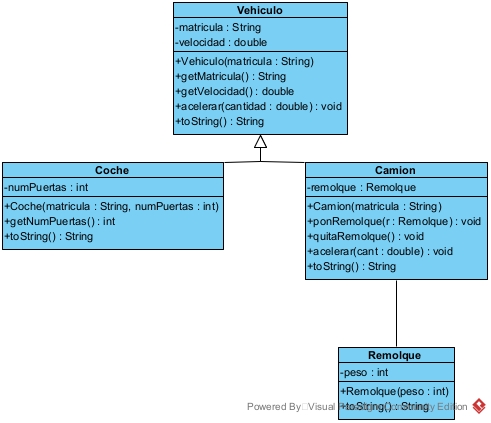 Vehiculo
-matricula : String
-velocidad : double
+Vehiculo(matricula : String)
+getMatricula() : String
+getVelocidad() : double
+acelerar(cantidad : double) : void
+toString() : String
Coche
-numPuertas : int
+Coche(matricula : String, numPuertas : int)
+getNumPuertas() : int
+toString() : String
Camion
-remolque : Remolque
+Camion(matricula : String)
+ponRemolque(r : Remolque) : void
+quitaRemolque() : void
+acelerar(cant : double) : void
+toString() : String
Remolque
-peso : int
+Remolque(peso : int)
+toString() : String
Powered By Visual Paradigm Community Edition